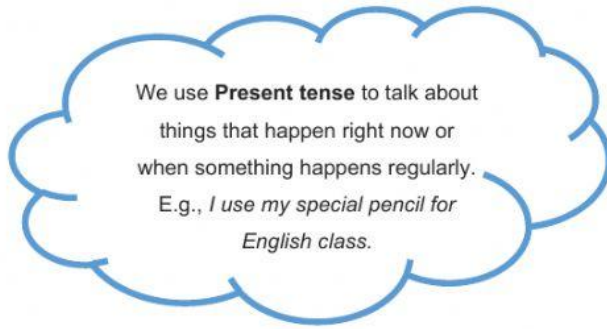 We use Present tense to talk about
things that happen right now or
when something happens regularly.
E.g., I use my special pencil for
English class.